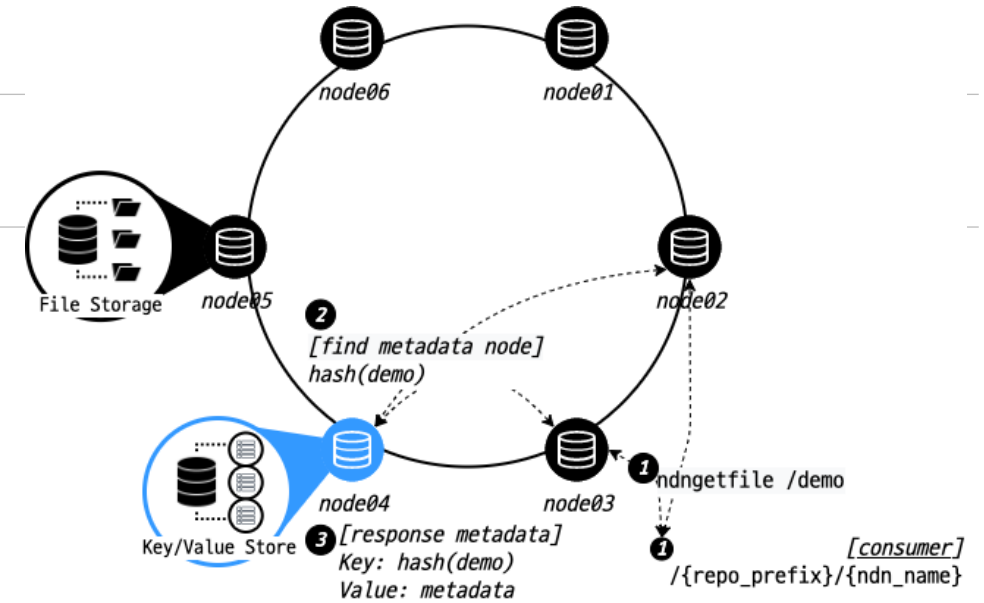 node06
node01
File Storage
node05
node02
2
[find metadata node]
hash(demo)
1
ndngetfile /demo
node04
node03
Key/Value Store
3
[response metadata]
Key: hash(demo)
Value: metadata
1
[consumer]
/{repo_prefix}/{ndn_name}